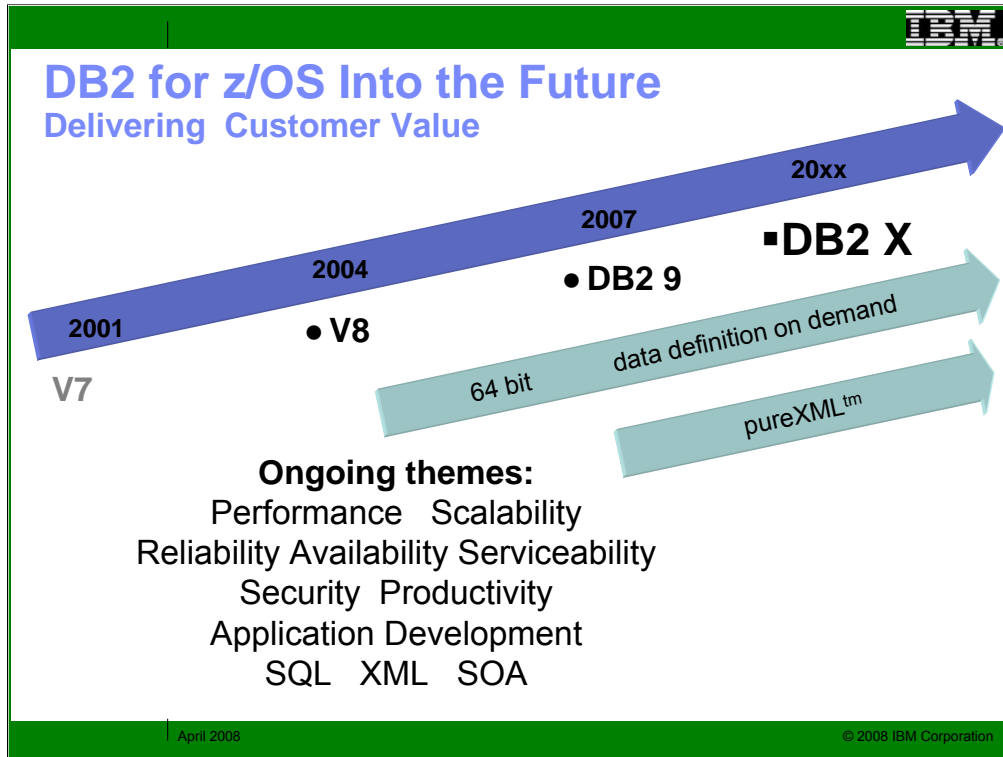 IBM®
DB2 for z/OS Into the Future
Delivering Customer Value
20xx
2007
▪DB2 X
2004
● DB2 9
2001
● V8
V7
64 bit data definition on demand
pureXMLtm
Ongoing themes:
Performance Scalability
Reliability Availability Serviceability
Security Productivity
Application Development
SQL XML SOA
April 2008
© 2008 IBM Corporation